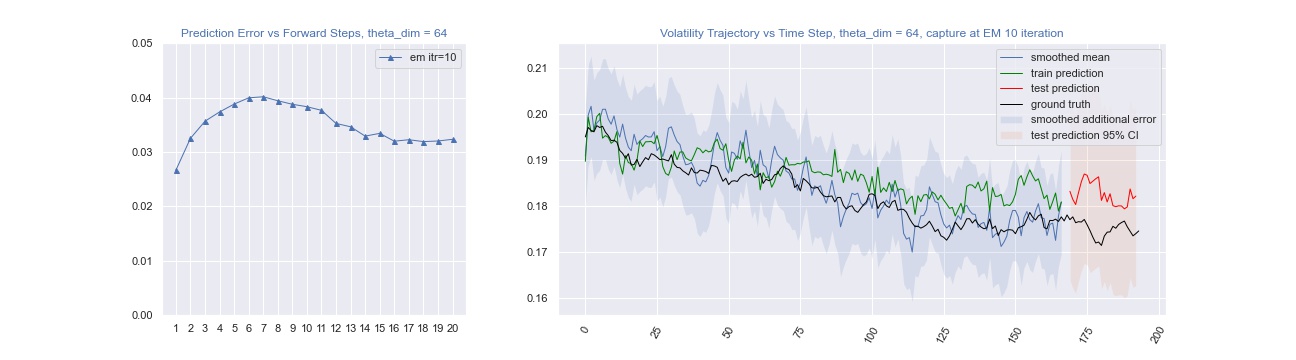 Prediction Error vs Forward Steps, theta_dim = 64
0.05
0.04
0.03
0.02
0.01
0.00
1 2 3 4 5 6 7 8 9 10 11 12 13 14 15 16 17 18 19 20
em itr=10
Volatility Trajectory vs Time Step, theta_dim = 64, capture at EM 10 iteration
0.21
0.20
0.19
0.18
0.17
0.16
0 25 50 75 100 125 150 175 200
smoothed mean
train prediction
test prediction
ground truth
smoothed additional error
test prediction 95% CI